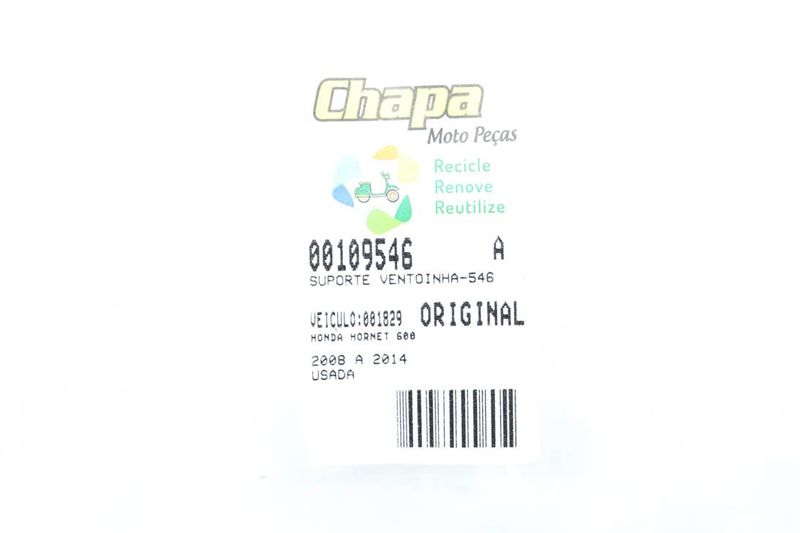 Chapa
Moto Peças
Recicle
Renove
Reutilize
00109546 A
SUPORTE VENTOINHA-546
VEICULO:001829 ORIGINAL
HONDA HORNET 600
2008 A 2014
USADA